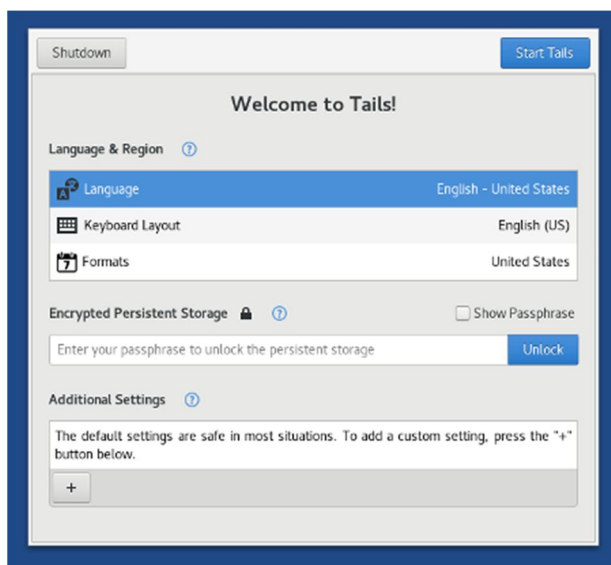 Shutdown
Start Tails
Welcome to Tails!
Language & Region
Language English - United States
Keyboard Layout English (US)
Formats United States
Encrypted Persistent Storage
Show Passphrase
Enter your passphrase to unlock the persistent storage
Unlock
Additional Settings
The default settings are safe in most situations. To add a custom setting, press the "+"
button below.
+